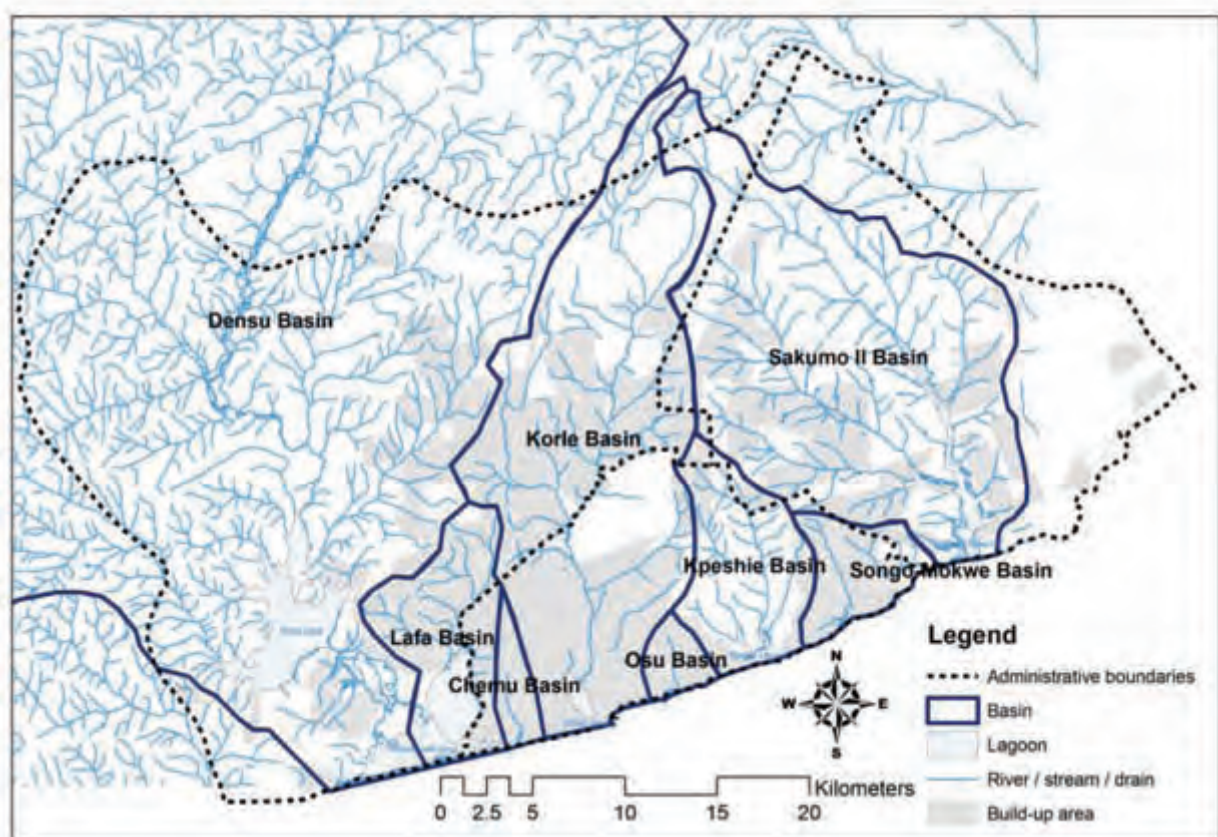 Densu Basin
Sakumo II Basin
Korle Basin
Kpeshie Basin
Songo Mokwe Basin
Lafa Basin
Osu Basin
Chemu Basin
Legend
Administrative boundaries
Basin
Lagoon
River / stream / drain
Build-up area
N
W E
S
Kilometers
0 2.5 5 10 15 20